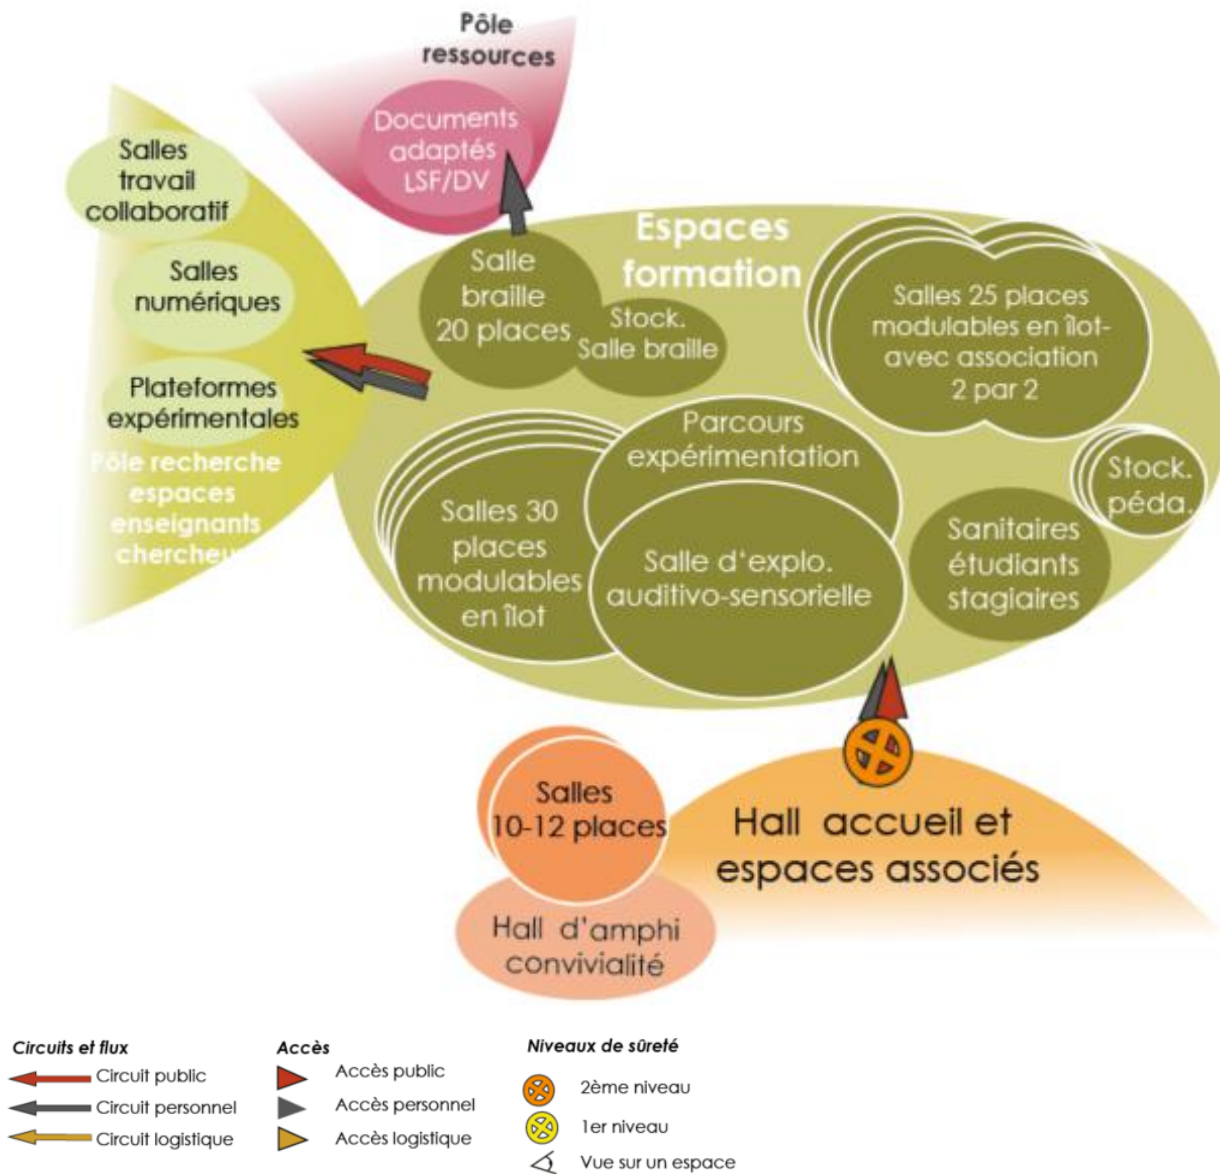 Pôle
ressources
Documents
adaptés
LSF/DV
Salles
travail
collaboratif
Salles
numériques
Plateformes
expérimentales
Pôle recherche
espaces
enseignants
chercheu
Espaces
formation
Salle
braille
20 places
Stock.
Salle braille
Salles 25 places
modulables en îlot-
avec association
2 par 2
Parcours
expérimentation
Salles 30
places
modulables
en îlot
Salle d'explo.
auditivo-sensorielle
Stock.
péda.
Sanitaires
étudiants
stagiaires
Salles
10-12 places
Hall accueil et
espaces associés
Hall d'amphi
convivialité
Circuits et flux
Circuit public
Circuit personnel
Circuit logistique
Accès
Accès public
Accès personnel
Accès logistique
Niveaux de sûreté
2ème niveau
1er niveau
Vue sur un espace